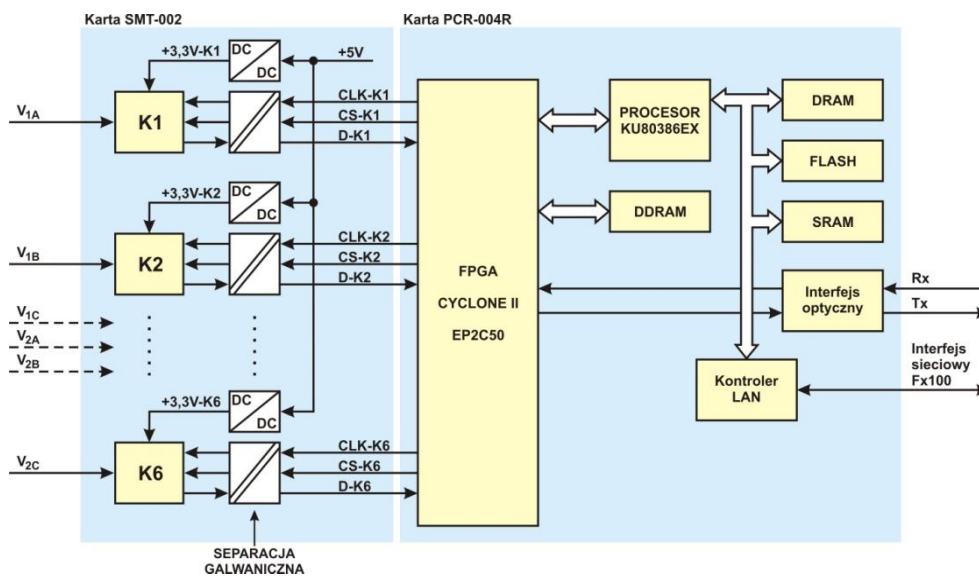 Karta SMT-002
Karta PCR-004R
+3,3V-K1
DC
DC
+5V
V1A
K1
CLK-K1
CS-K1
D-K1
+3,3V-K2
DC
DC
V1B
K2
CLK-K2
CS-K2
D-K2
V1C
V2A
V2B
+3,3V-K6
DC
DC
V2C
K6
CLK-K6
CS-K6
D-K6
SEPARACJA
GALWANICZNA
FPGA
CYCLONE II
EP2C50
PROCESOR
KU80386EX
DDRAM
DRAM
FLASH
SRAM
Interfejs
optyczny
Rx
Tx
Kontroler
LAN
Interfejs
sieciowy
Fx100